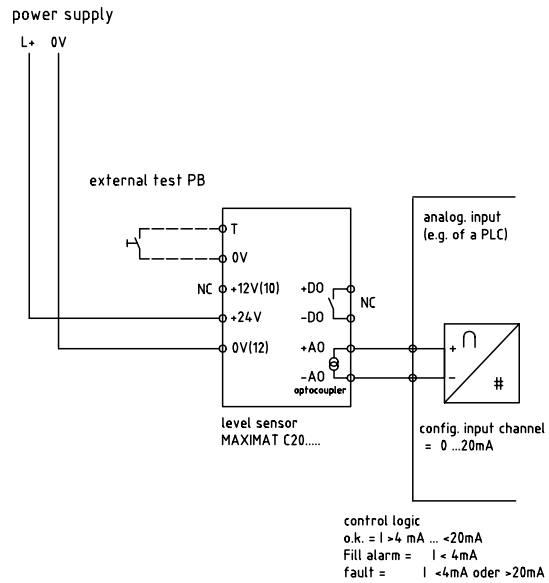 power supply
L+ 0V
external test PB
T
0V
NC +12V(10)
+24V
0V(12)
+DO
-DO
NC
+AO
-AO
optocoupler
level sensor
MAXIMAT C20.....
analog. input
(e.g. of a PLC)
+ ∩
- #
config. input channel
= 0 ...20mA
control logic
o.k. = I >4 mA ... <20mA
Fill alarm = I < 4mA
fault = I <4mA oder >20mA